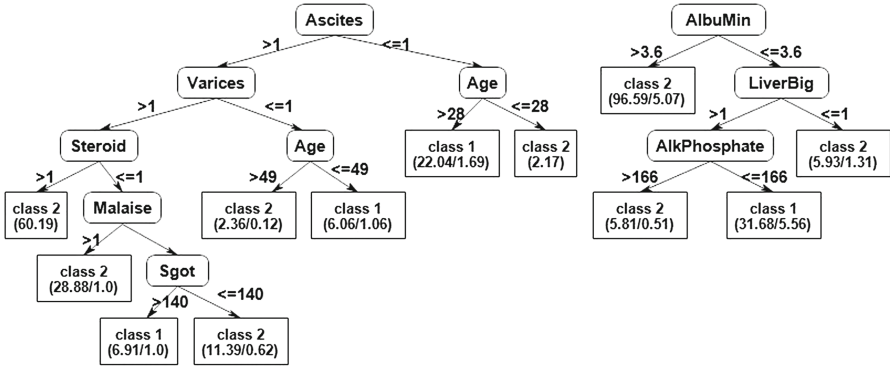 Ascites
AlbuMin
>1
<=1
>3.6
<=3.6
Varices
Age
class 2
(96.59/5.07)
LiverBig
>1
<=1
>28
<=28
>1
<=1
Steroid
Age
class 1
(22.04/1.69)
class 2
(2.17)
AlkPhosphate
class 2
(5.93/1.31)
>1
<=1
>49
<=49
>166
<=166
class 2
(60.19)
Malaise
class 2
(2.36/0.12)
class 1
(6.06/1.06)
class 2
(5.81/0.51)
class 1
(31.68/5.56)
>1
class 2
(28.88/1.0)
Sgot
>140
<=140
class 1
(6.91/1.0)
class 2
(11.39/0.62)